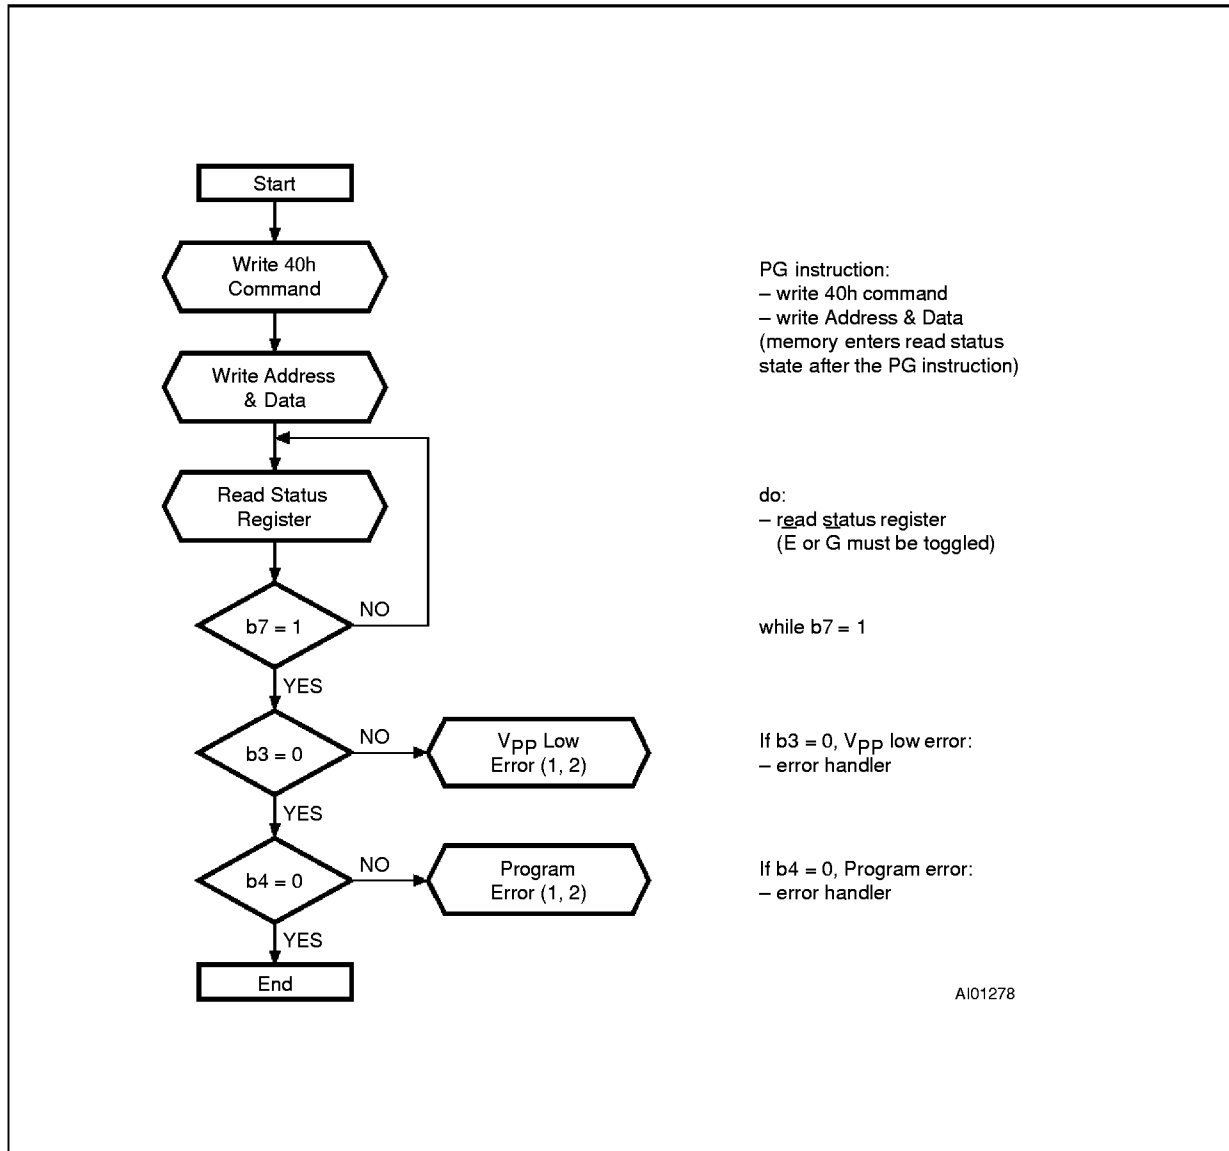 Start
Write 40h
Command
Write Address
& Data
Read Status
Register
b7 = 1
NO
YES
b3 = 0
NO
VPP Low
Error (1, 2)
YES
b4 = 0
NO
Program
Error (1, 2)
YES
End
PG instruction:
– write 40h command
– write Address & Data
(memory enters read status
state after the PG instruction)
do:
– read status register
(E or G must be toggled)
while b7 = 1
If b3 = 0, VPP low error:
– error handler
If b4 = 0, Program error:
– error handler
AI01278